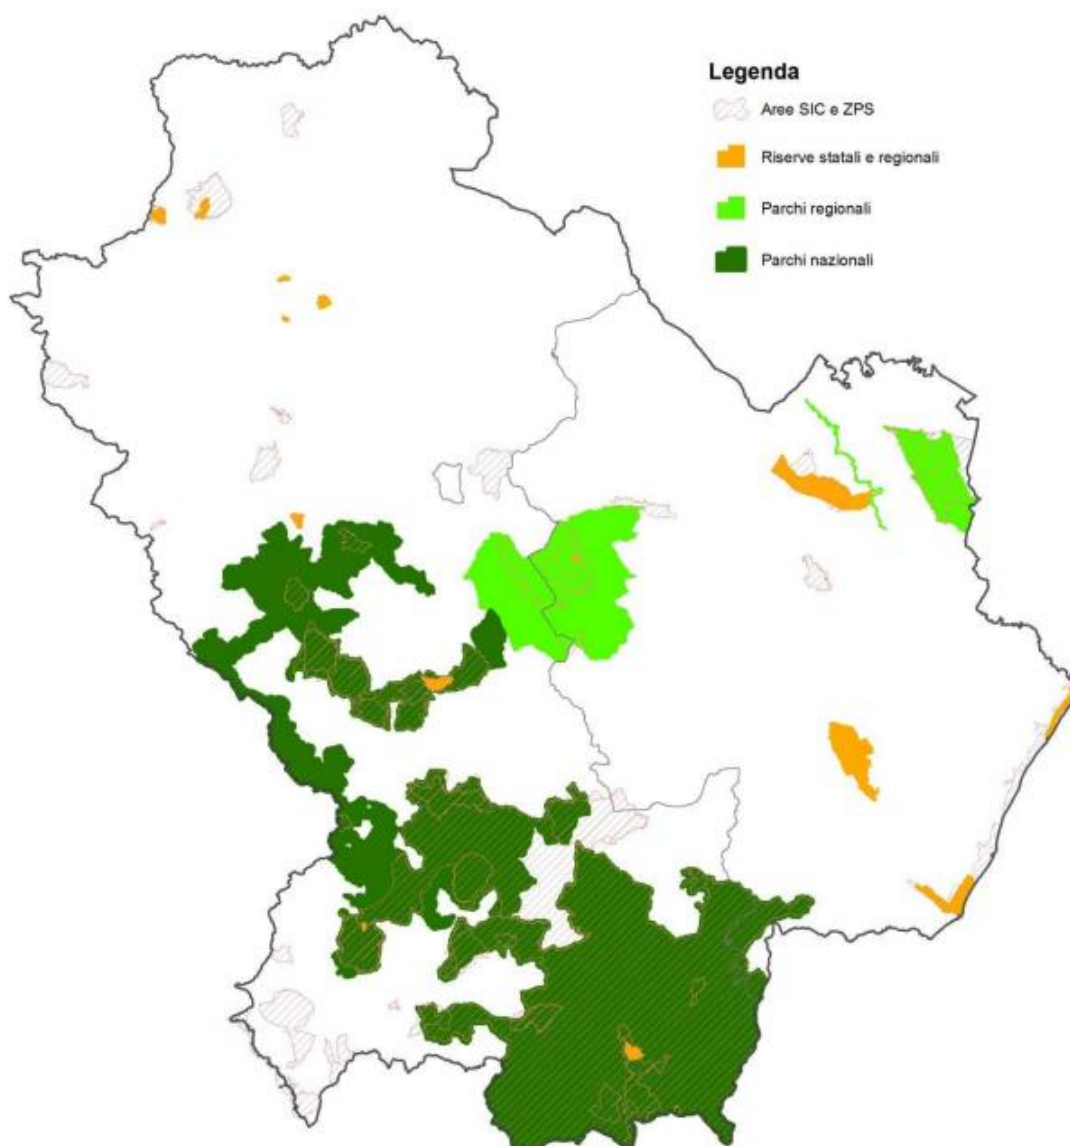 Legenda
Aree SIC e ZPS
Riserve statali e regionali
Parchi regionali
Parchi nazionali